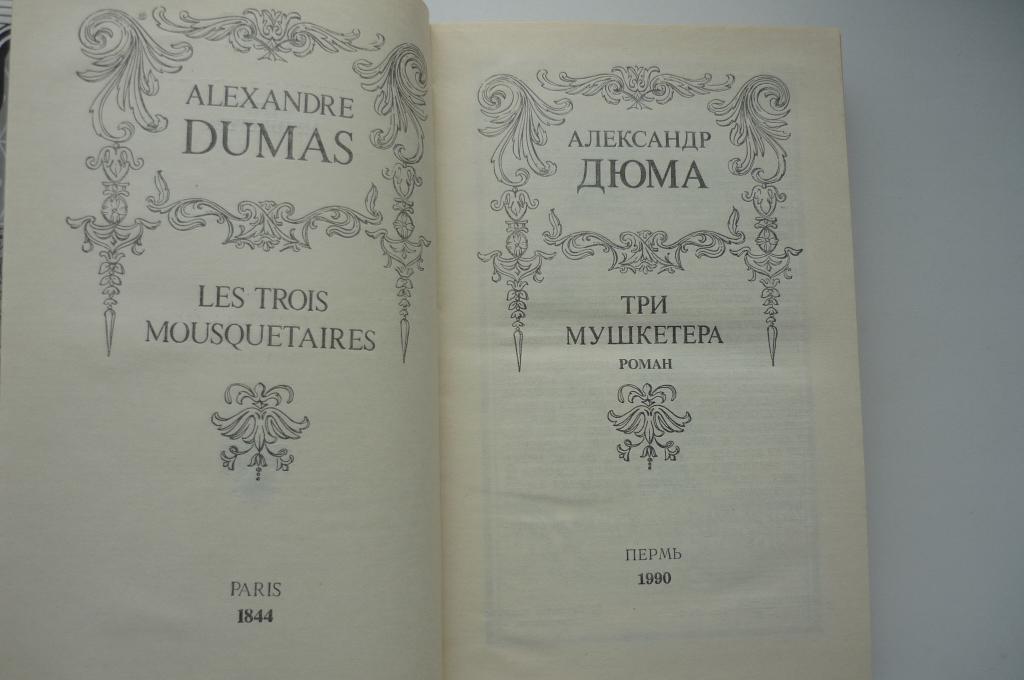 ALEXANDRE
DUMAS
LES TROIS
MOUSQUETAIRES
PARIS
1844
АЛЕКСАНДР
ДЮМА
ТРИ
МУШКЕТЕРА
РОМАН
ПЕРМЬ
1990